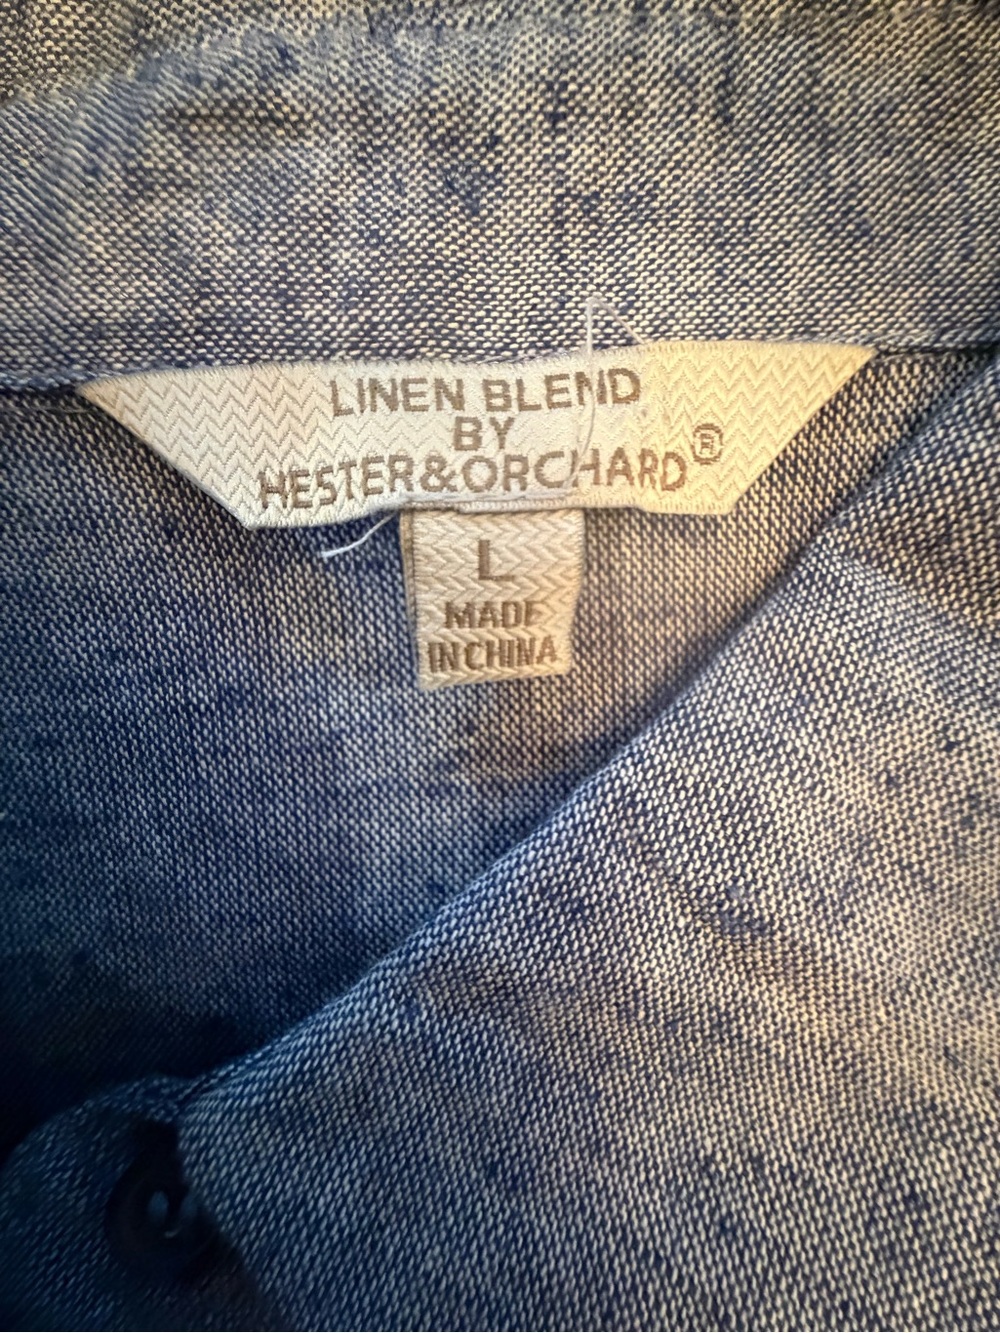 LINEN BLEND
BY
HESTER&ORCHARD®
L
MADE
IN CHINA